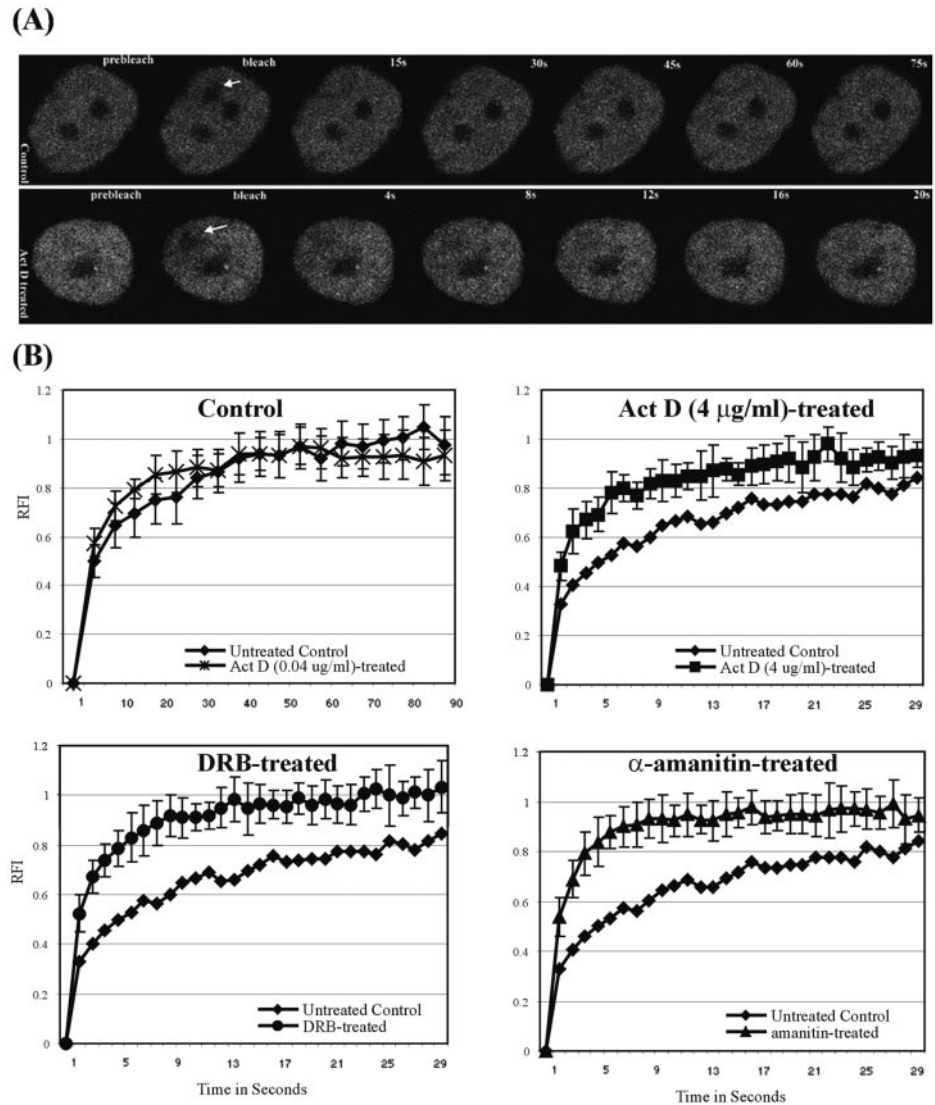 (A)
prebleach bleach 15s 30s 45s 60s 75s
Control
prebleach bleach 4s 8s 12s 16s 20s
Act D treated
(B)
Control
1.2
1
0.8
0.6
0.4
0.2
0
RFI
Untreated Control
Act D (0.04 ug/ml)-treated
1 10 20 30 40 50 60 70 80 90
Act D (4 μg/ml)-treated
1.2
1
0.8
0.6
0.4
0.2
0
Untreated Control
Act D (4 ug/ml)-treated
1 5 9 13 17 21 25 29
DRB-treated
1.2
1
0.8
0.6
0.4
0.2
0
RFI
Untreated Control
DRB-treated
1 5 9 13 17 21 25 29
Time in Seconds
α-amanitin-treated
1.2
1
0.8
0.6
0.4
0.2
0
Untreated Control
amanitin-treated
1 5 9 13 17 21 25 29
Time in Seconds